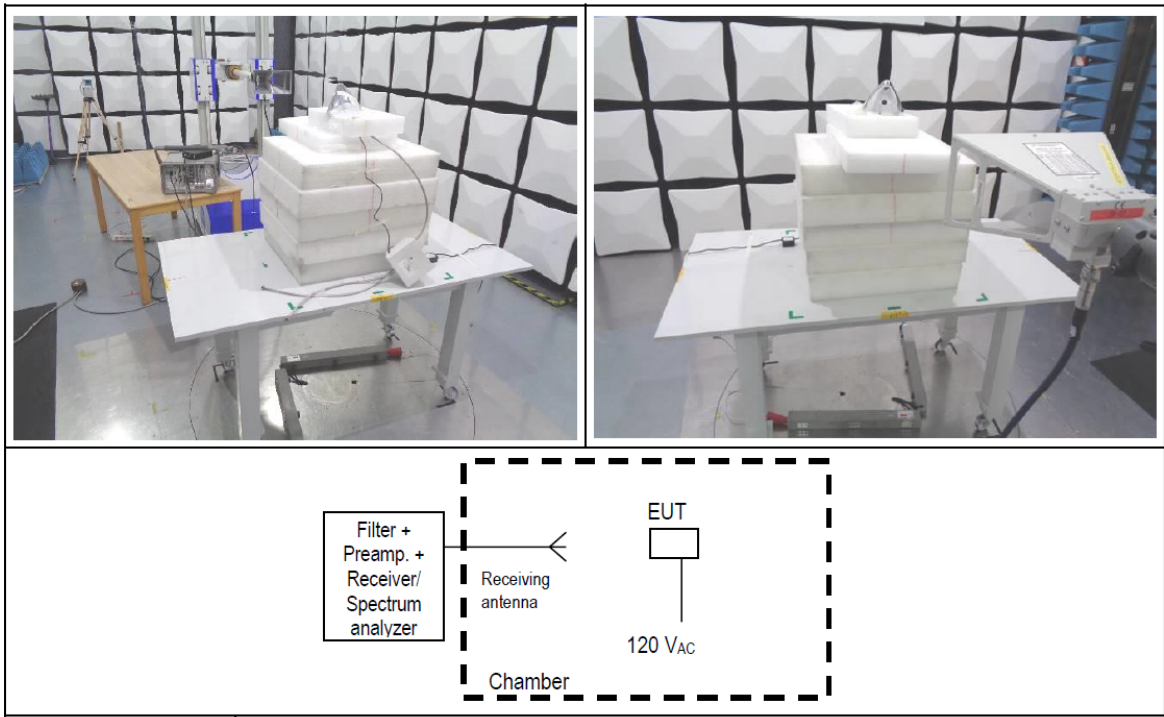 Filter +
Preamp. +
Receiver/
Spectrum
analyzer
Receiving
antenna
EUT
120 VAC
Chamber